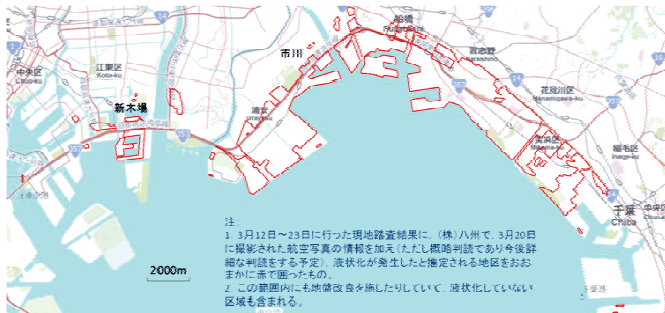 船橋
Funabashi
市川
習志野
Narashino
中央区
Chuo-ku
江東区
Koto-ku
新木場
浦安
Urayasu
花見川区
Hanamigawa-ku
美浜区
Mihama-ku
稲毛区
Inage-ku
千葉
Chiba
2000m
注:
1. 3月12日～23日に行った現地踏査結果に, (株)八州で, 3月20日
に撮影された航空写真の情報を加え(ただし概略判読であり今後詳
細な判読をする予定), 液状化が発生したと推定される地区をおお
まかに赤で囲ったもの。
2. この範囲内にも地盤改良を施したりしていて, 液状化していない
区域も含まれる。